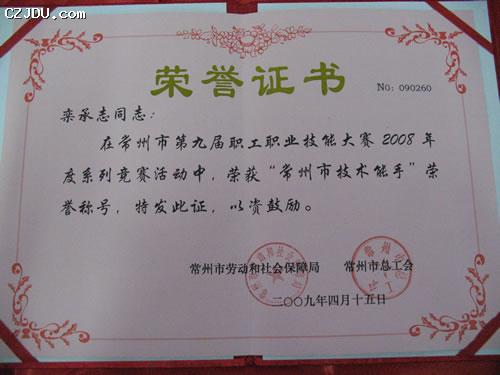 CZJDU.COM
荣誉证书
NO: 090260
栾承志同志：
在常州市第九届职工职业技能大赛2008年
度系列竞赛活动中，荣获“常州市技术能手”荣
誉称号，特发此证，以资鼓励。
常州市劳动和社会保障局 常州市总工会
二〇〇九年四月十五日